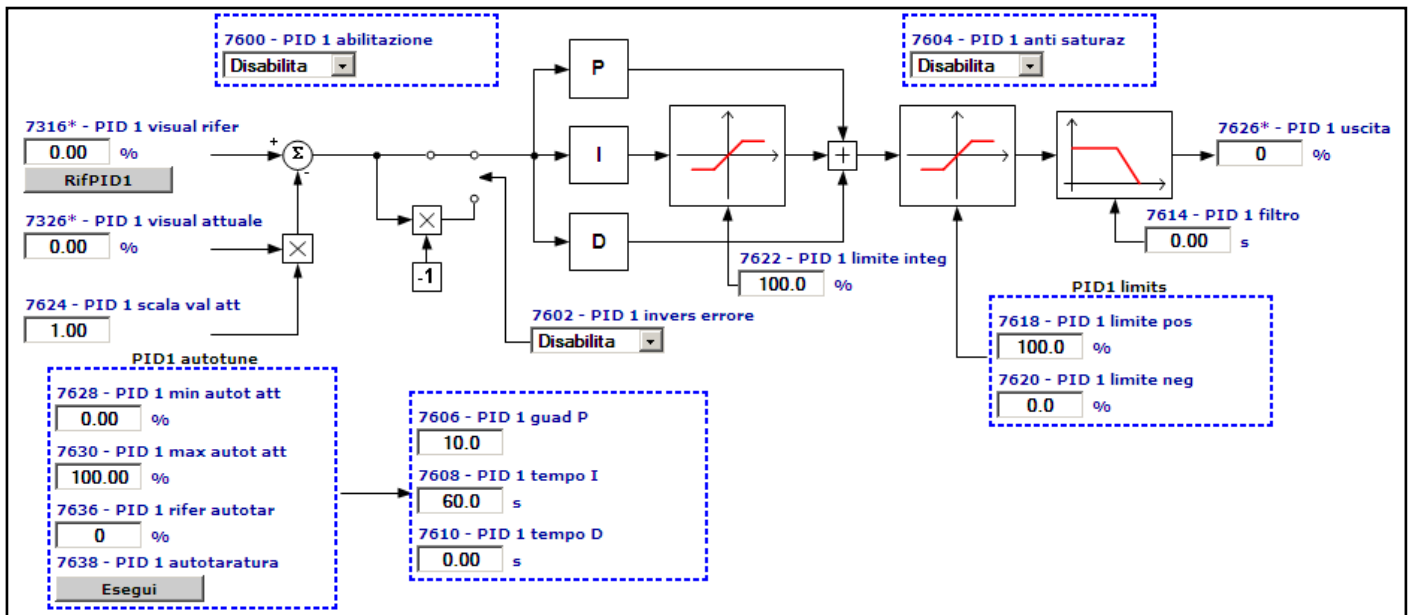 7600 - PID 1 abilitazione
Disabilita
7604 - PID 1 anti saturaz
Disabilita
P
7316* - PID 1 visual rifer
0.00 %
RifPID1
+
Σ
-
I
+
7626* - PID 1 uscita
0 %
7326* - PID 1 visual attuale
0.00 %
×
×
-1
D
7614 - PID 1 filtro
0.00 s
7622 - PID 1 limite integ
100.0 %
7624 - PID 1 scala val att
1.00
7602 - PID 1 invers errore
Disabilita
PID1 limits
7618 - PID 1 limite pos
100.0 %
7620 - PID 1 limite neg
0.0 %
PID1 autotune
7628 - PID 1 min autot att
0.00 %
7630 - PID 1 max autot att
100.00 %
7636 - PID 1 rifer autotar
0 %
7638 - PID 1 autotaratura
Esegui
7606 - PID 1 guad P
10.0
7608 - PID 1 tempo I
60.0 s
7610 - PID 1 tempo D
0.00 s